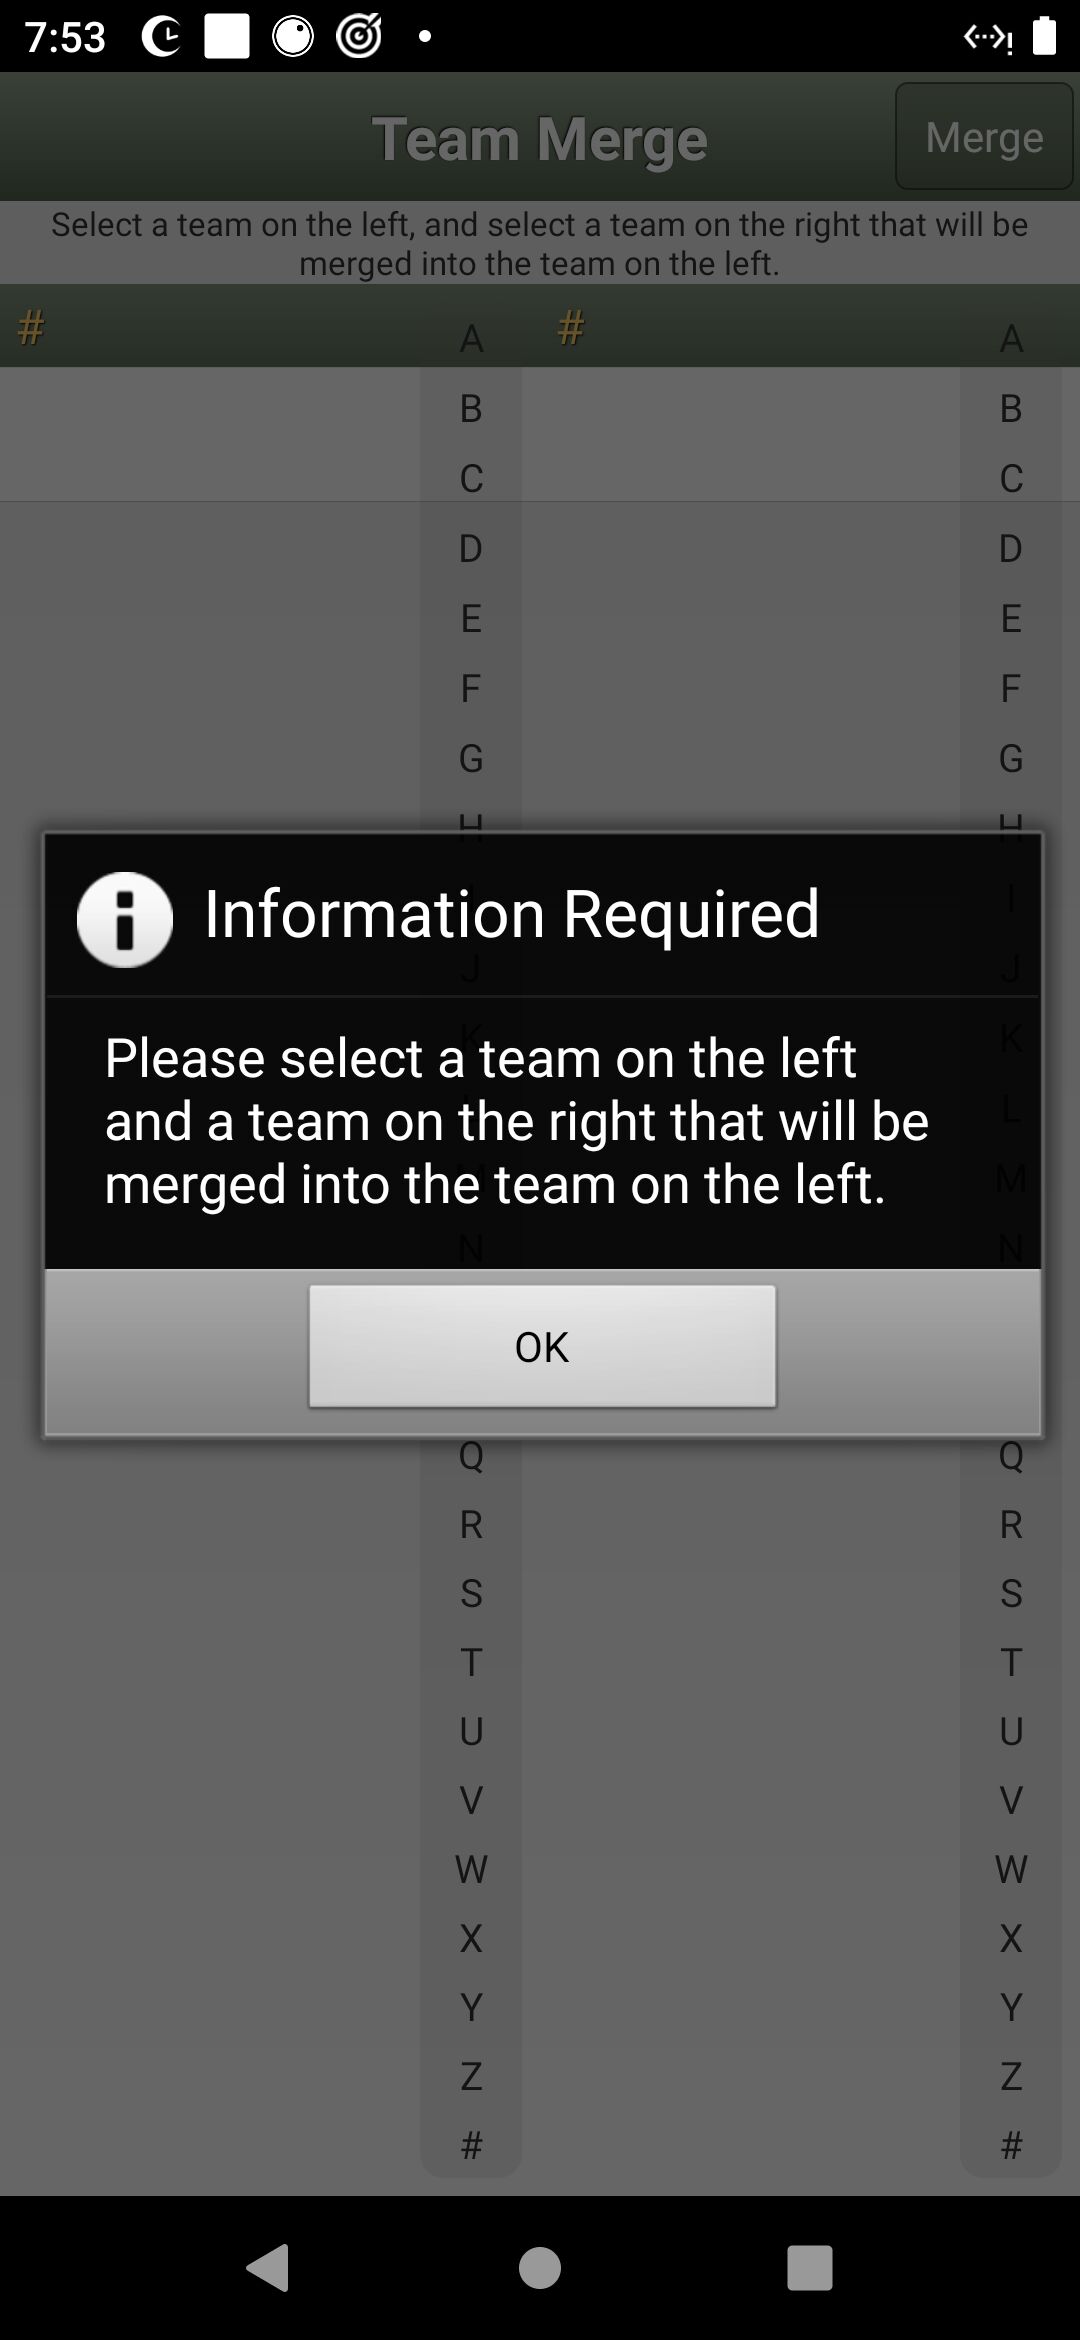 7:53
Team Merge
Merge
Select a team on the left, and select a team on the right that will be
merged into the team on the left.
# #
A A
B B
C C
D D
E E
F F
G G
H H
Information Required
I
J J
K K
Please select a team on the left
and a team on the right that will be
merged into the team on the left.
L
M M
N N
OK
Q Q
R R
S S
T T
U U
V V
W W
X X
Y Y
Z Z
# #